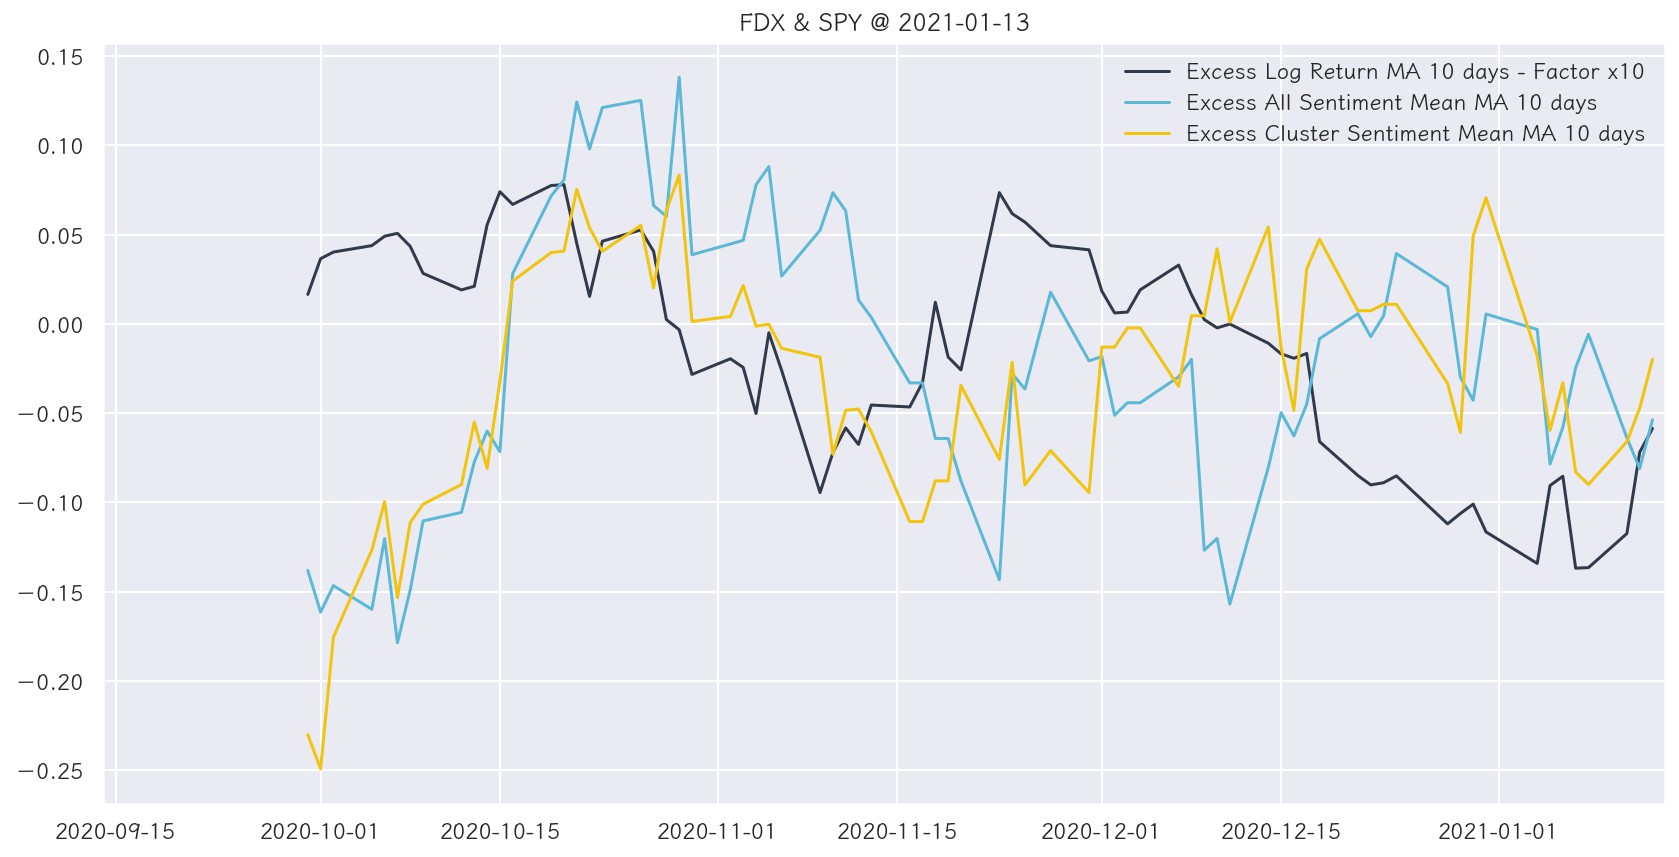 FDX & SPY @ 2021-01-13
0.15
0.10
0.05
0.00
−0.05
−0.10
−0.15
−0.20
−0.25
Excess Log Return MA 10 days - Factor x10
Excess All Sentiment Mean MA 10 days
Excess Cluster Sentiment Mean MA 10 days
2020-09-15 2020-10-01 2020-10-15 2020-11-01 2020-11-15 2020-12-01 2020-12-15 2021-01-01